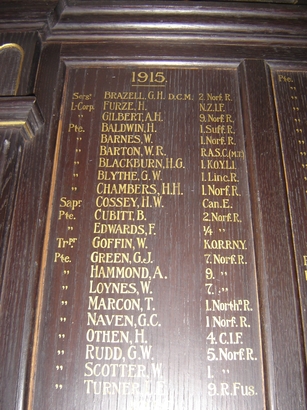 1915.
Sergt BRAZELL, G.H. D.C.M. 2. Norf. R.
L-Corp FURZE, H. N.Z.I.F.
" GILBERT, A.H. 9. Norf. R.
Pte. BALDWIN, H. 1. Suff. R.
" BARNES, W. 1. Norf. R.
" BARTON, W.R. R.A.S.C. (M.T)
" BLACKBURN, H.G. 1. K.O.Y.L.I.
" BLYTHE, G.W. 1. Linc. R.
" CHAMBERS, H.H. 1. Norf. R.
Sapr. COSSEY, H.W. Can. E.
Pte. CUBITT, B. 2. Norf. R.
" EDWARDS, F. ¼ "
Tr̲pr GOFFIN, W. K.O.R.R.N.Y.
Pte. GREEN, G.J. 7. Norf. R.
" HAMMOND, A. 9. "
" LOYNES, W. 7. "
" MARCON, T. 1. North'n. R.
" NAVEN, G.C. 1. Norf. R.
" OTHEN, H. 4. C.I.F.
" RUDD, G.W. 5. Norf. R.
" SCOTTER, W. 1. "
" TURNER, 9. R. Fus.